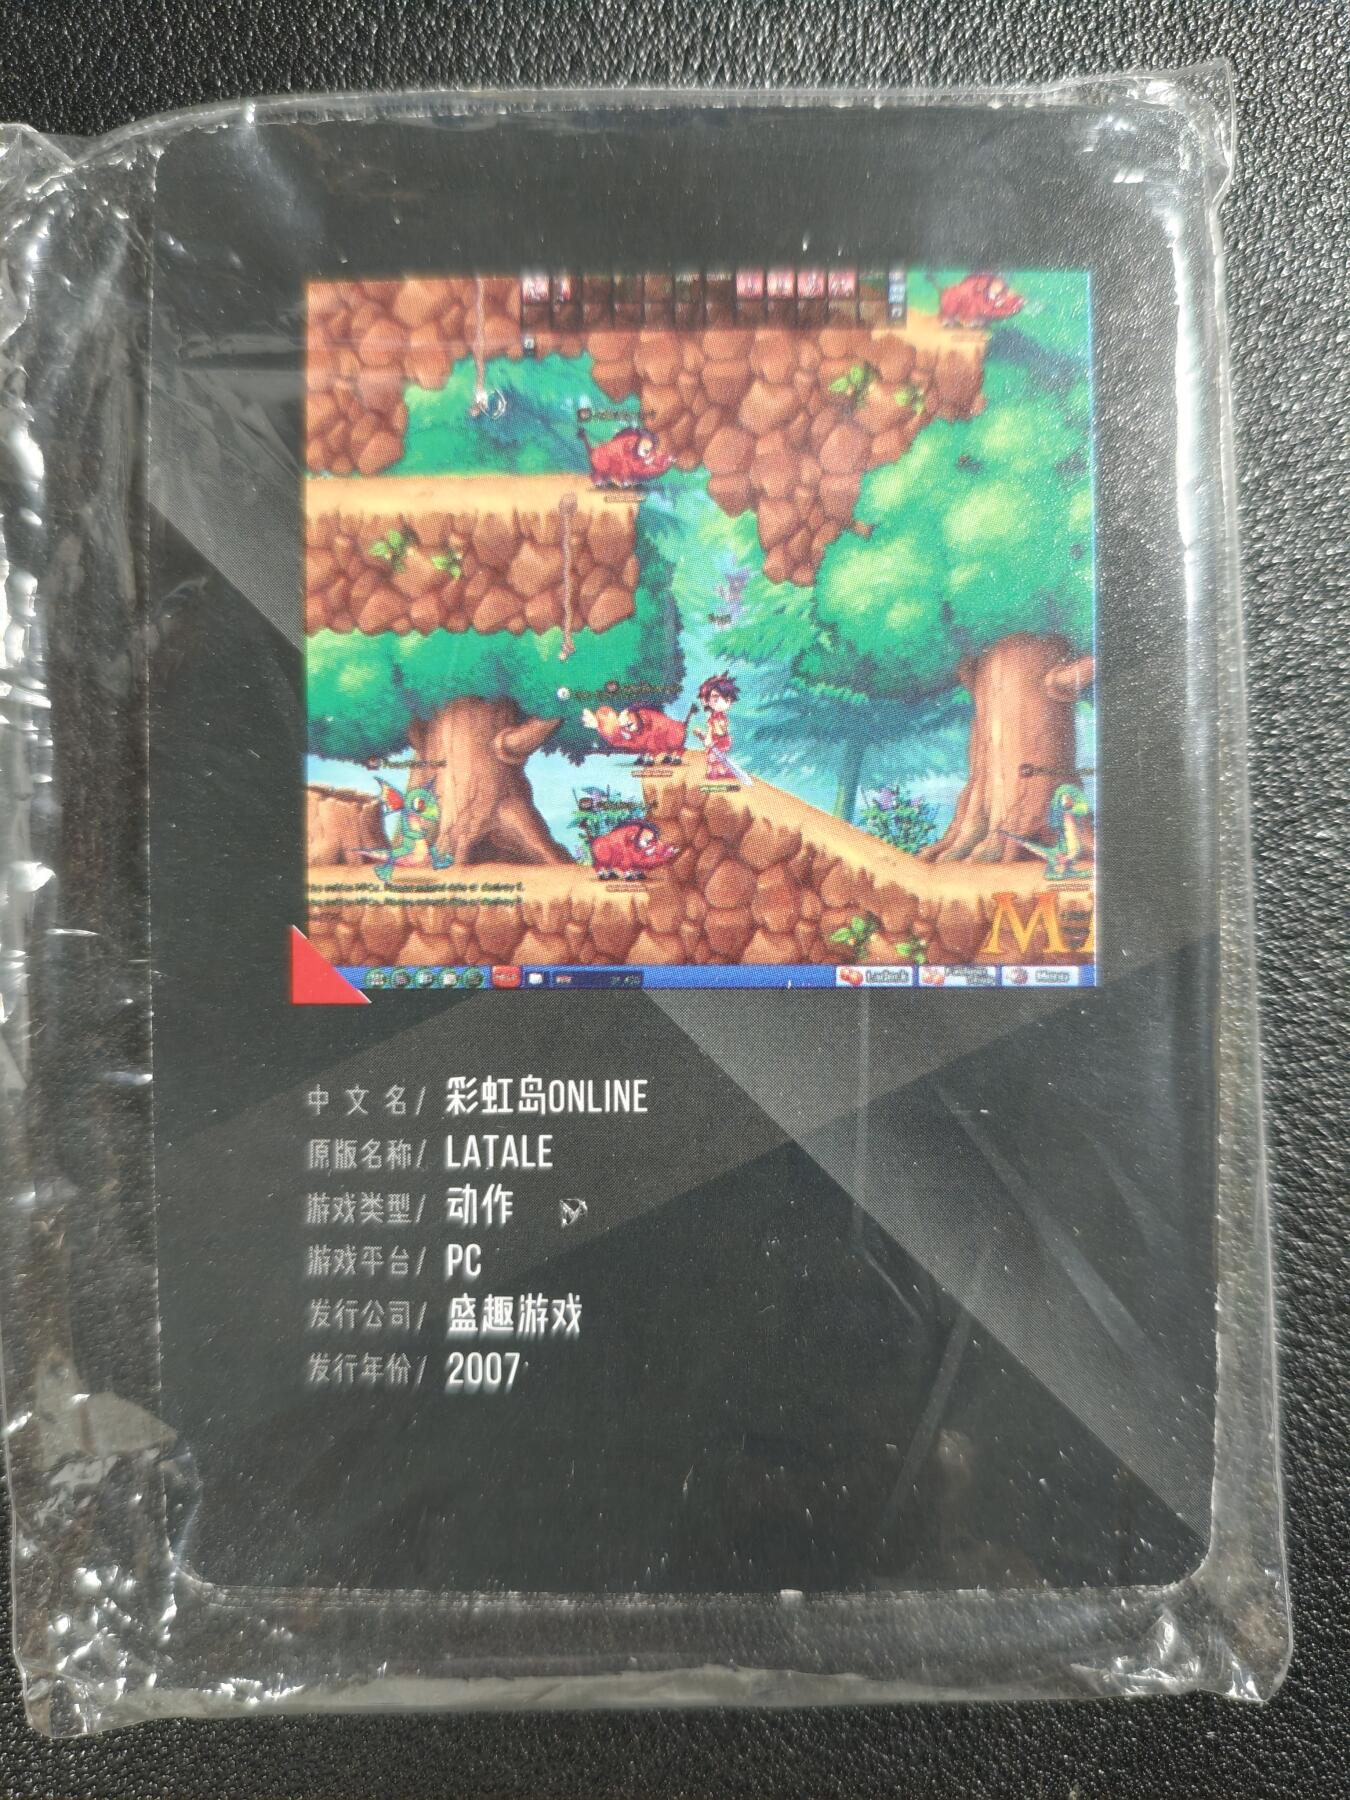 中文名/ 彩虹岛ONLINE
原版名称/ LATALE
游戏类型/ 动作
游戏平台/ PC
发行公司/ 盛趣游戏
发行年份/ 2007